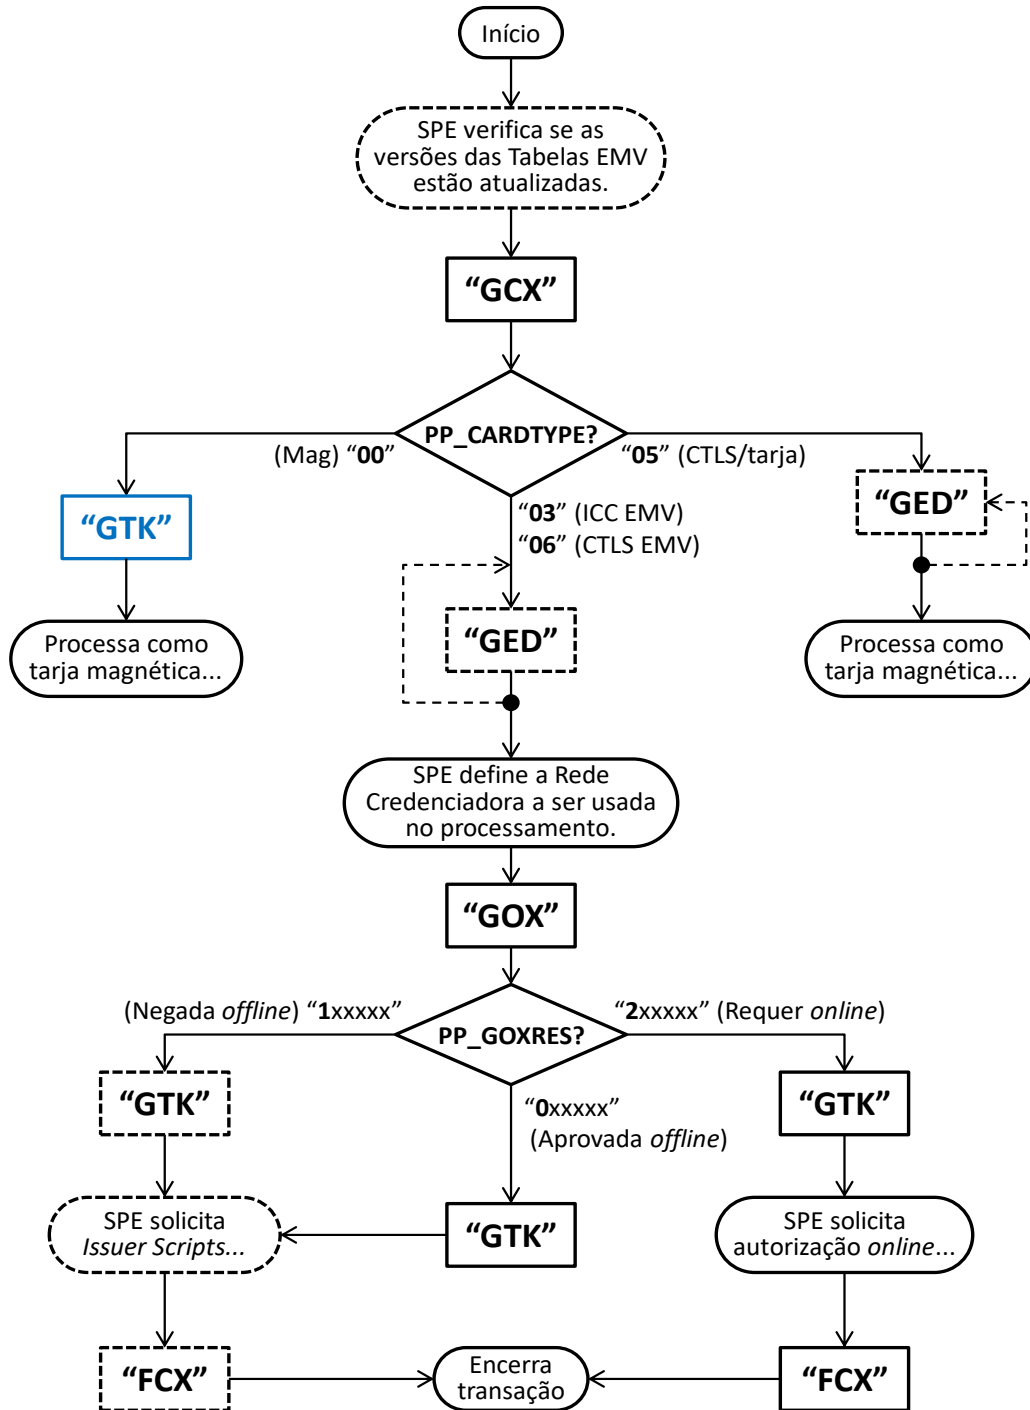 Início
SPE verifica se as
versões das Tabelas EMV
estão atualizadas.
“GCX”
PP_CARDTYPE?
(Mag) “00”
“05” (CTLS/tarja)
“03” (ICC EMV)
“06” (CTLS EMV)
“GTK”
“GED”
“GED”
Processa como
tarja magnética...
Processa como
tarja magnética...
SPE define a Rede
Credenciadora a ser usada
no processamento.
“GOX”
PP_GOXRES?
(Negada offline) “1xxxxx”
“2xxxxx” (Requer online)
“0xxxxx”
(Aprovada offline)
“GTK”
“GTK”
“GTK”
SPE solicita
Issuer Scripts...
SPE solicita
autorização online...
“FCX”
Encerra
transação
“FCX”